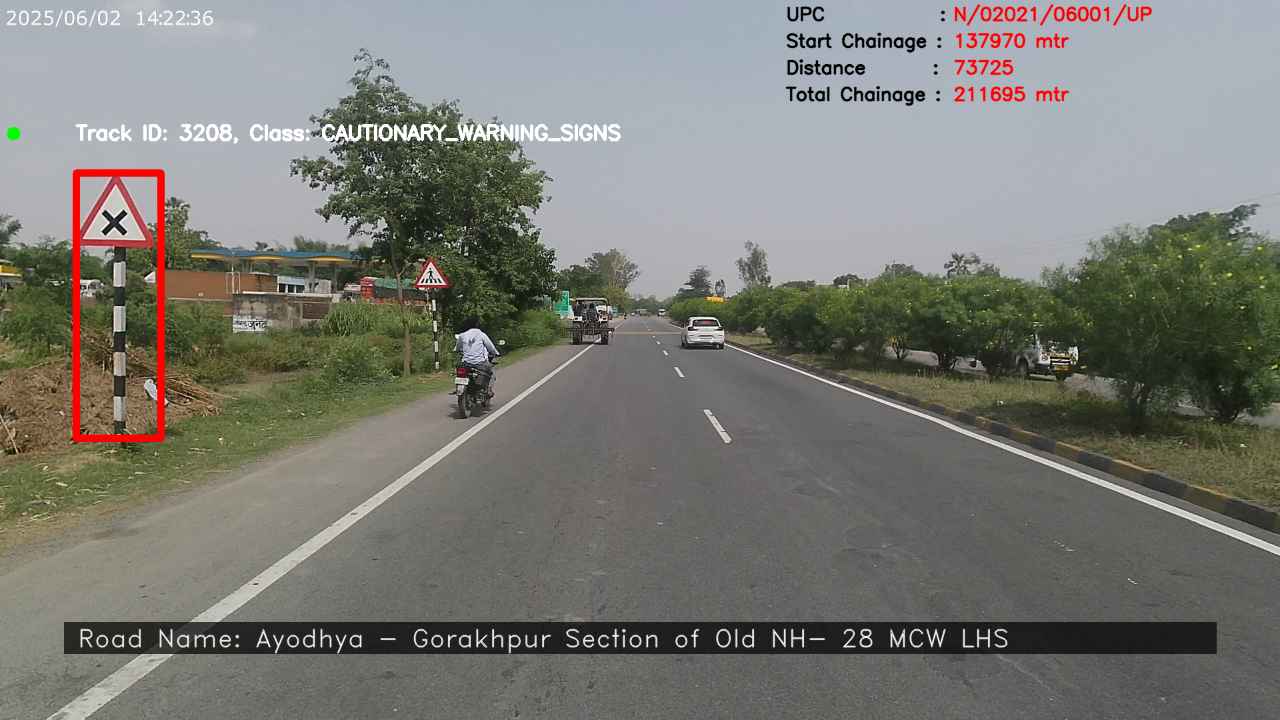 2025/06/02 14:22:36
UPC : N/02021/06001/UP
Start Chainage : 137970 mtr
Distance : 73725
Total Chainage : 211695 mtr
Track ID: 3208, Class: CAUTIONARY_WARNING_SIGNS
Road Name: Ayodhya - Gorakhpur Section of Old NH- 28 MCW LHS